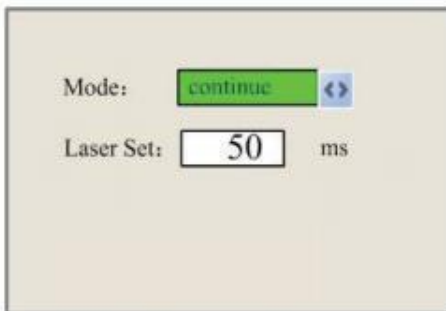 Mode： continue
Laser Set： 50 ms